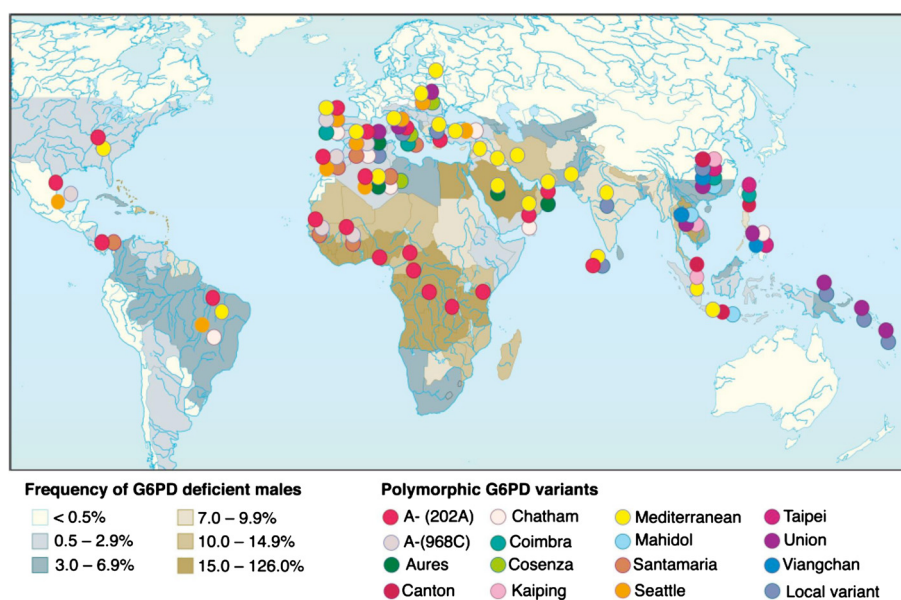 Frequency of G6PD deficient males
< 0.5%
0.5 – 2.9%
3.0 – 6.9%
7.0 – 9.9%
10.0 – 14.9%
15.0 – 126.0%
Polymorphic G6PD variants
A- (202A)
A-(968C)
Aures
Canton
Chatham
Coimbra
Cosenza
Kaiping
Mediterranean
Mahidol
Santamaria
Seattle
Taipei
Union
Viangchan
Local variant